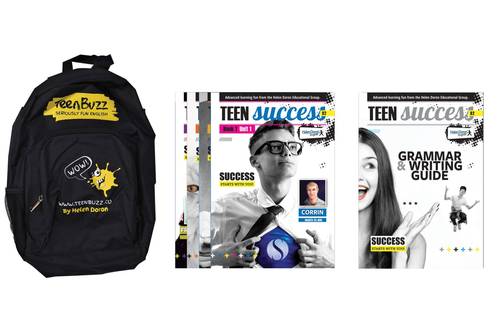 TeenBuzz
SERIOUSLY FUN ENGLISH
WOW!
WWW.TEENBUZZ.CO
By Helen Doron
Advanced learning fun from the Helen Doron Educational Group.
TEEN success
Book 1 Unit 1
SUCCESS
STARTS WITH YOU!
CORRIN
Advanced learning fun from the Helen Doron Educational Group.
TEEN success
GRAMMAR
& WRITING
GUIDE
SUCCESS
STARTS WITH YOU!